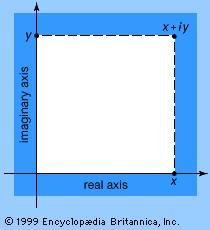 y
x + iy
imaginary axis
real axis
x
© 1999 Encyclopædia Britannica, Inc.